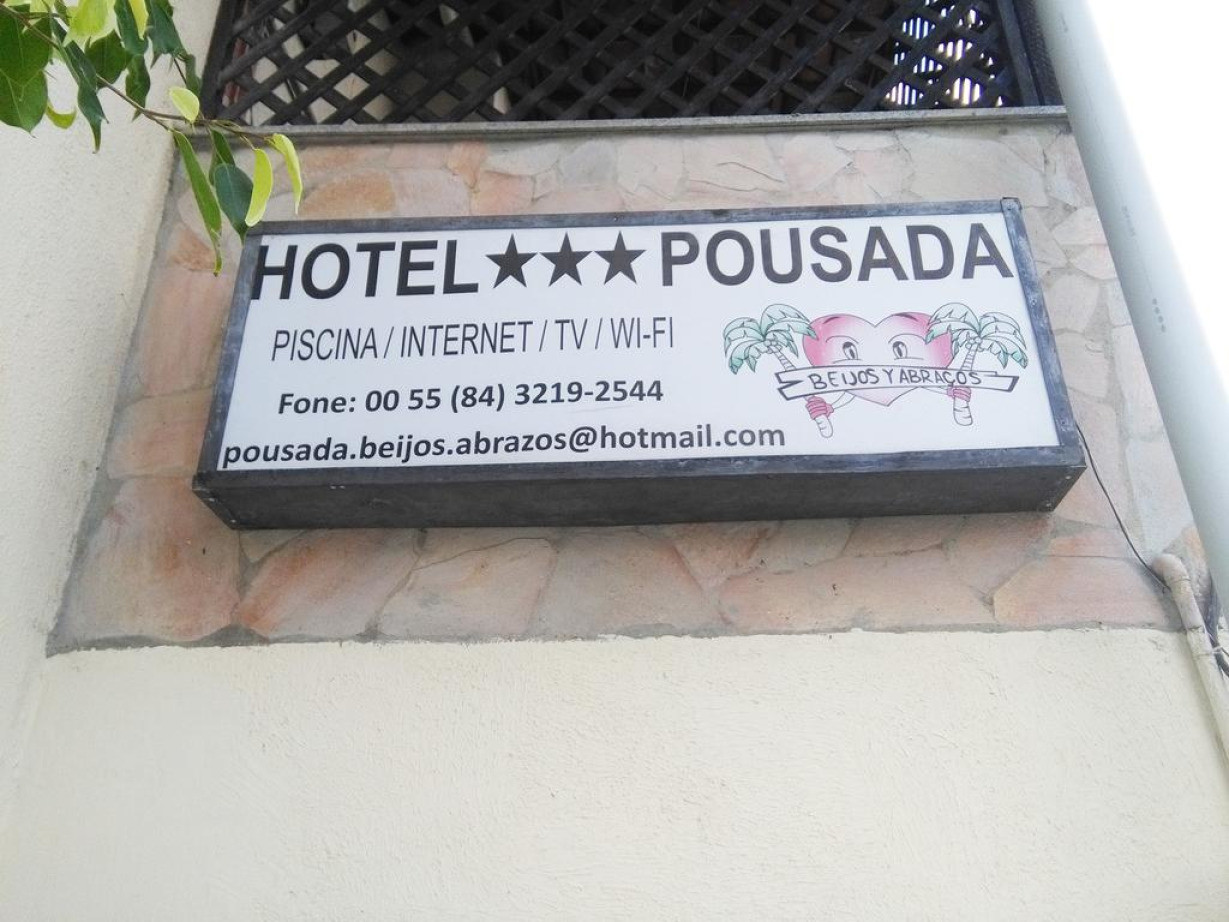 HOTEL★★★POUSADA
PISCINA / INTERNET / TV / WI-FI
BEIJOS Y ABRAÇOS
Fone: 00 55 (84) 3219-2544
pousada.beijos.abrazos@hotmail.com